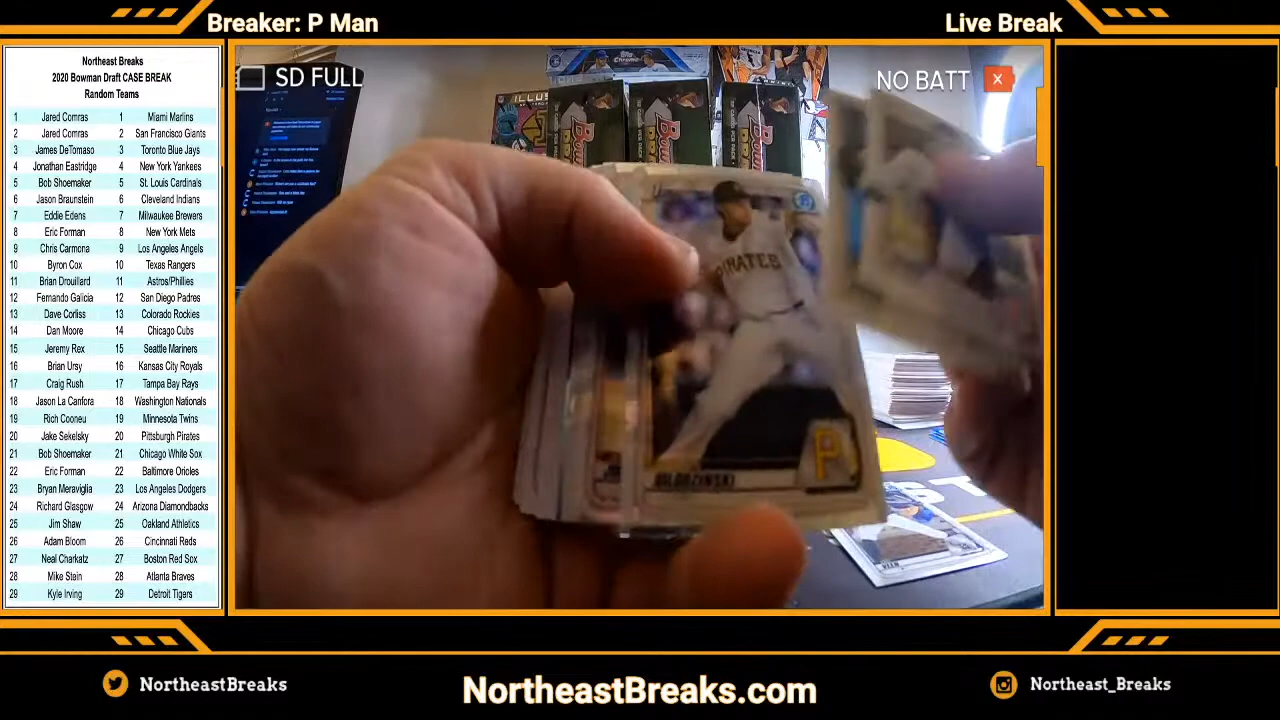 Breaker: P Man
Live Break
Northeast Breaks
2020 Bowman Draft CASE BREAK
Random Teams
1 Jared Comras 1 Miami Marlins
Jared Comras 2 San Francisco Giants
3 James DeTomaso 3 Toronto Blue Jays
4 Jonathan Eastridge 4 New York Yankees
5 Bob Shoemaker 5 St. Louis Cardinals
6 Jason Braunstein 6 Cleveland Indians
7 Eddie Edens 7 Milwaukee Brewers
8 Eric Forman 8 New York Mets
9 Chris Carmona 9 Los Angeles Angels
10 Byron Cox 10 Texas Rangers
11 Brian Drouillard 11 Astros/Phillies
12 Fernando Galicia 12 San Diego Padres
13 Dave Corliss 13 Colorado Rockies
14 Dan Moore 14 Chicago Cubs
15 Jeremy Rex 15 Seattle Mariners
16 Brian Ursy 16 Kansas City Royals
17 Craig Rush 17 Tampa Bay Rays
18 Jason La Canfora 18 Washington Nationals
19 Rich Cooneu 19 Minnesota Twins
20 Jake Sekelsky 20 Pittsburgh Pirates
21 Bob Shoemaker 21 Chicago White Sox
22 Eric Forman 22 Baltimore Orioles
23 Bryan Meraviglia 23 Los Angeles Dodgers
24 Richard Glasgow 24 Arizona Diamondbacks
25 Jim Shaw 25 Oakland Athletics
26 Adam Bloom 26 Cincinnati Reds
27 Neal Charkatz 27 Boston Red Sox
28 Mike Stein 28 Atlanta Braves
29 Kyle Irving 29 Detroit Tigers
SD FULL
NO BATT
Topps
PIRATES
P
NortheastBreaks
NortheastBreaks.com
Northeast_Breaks